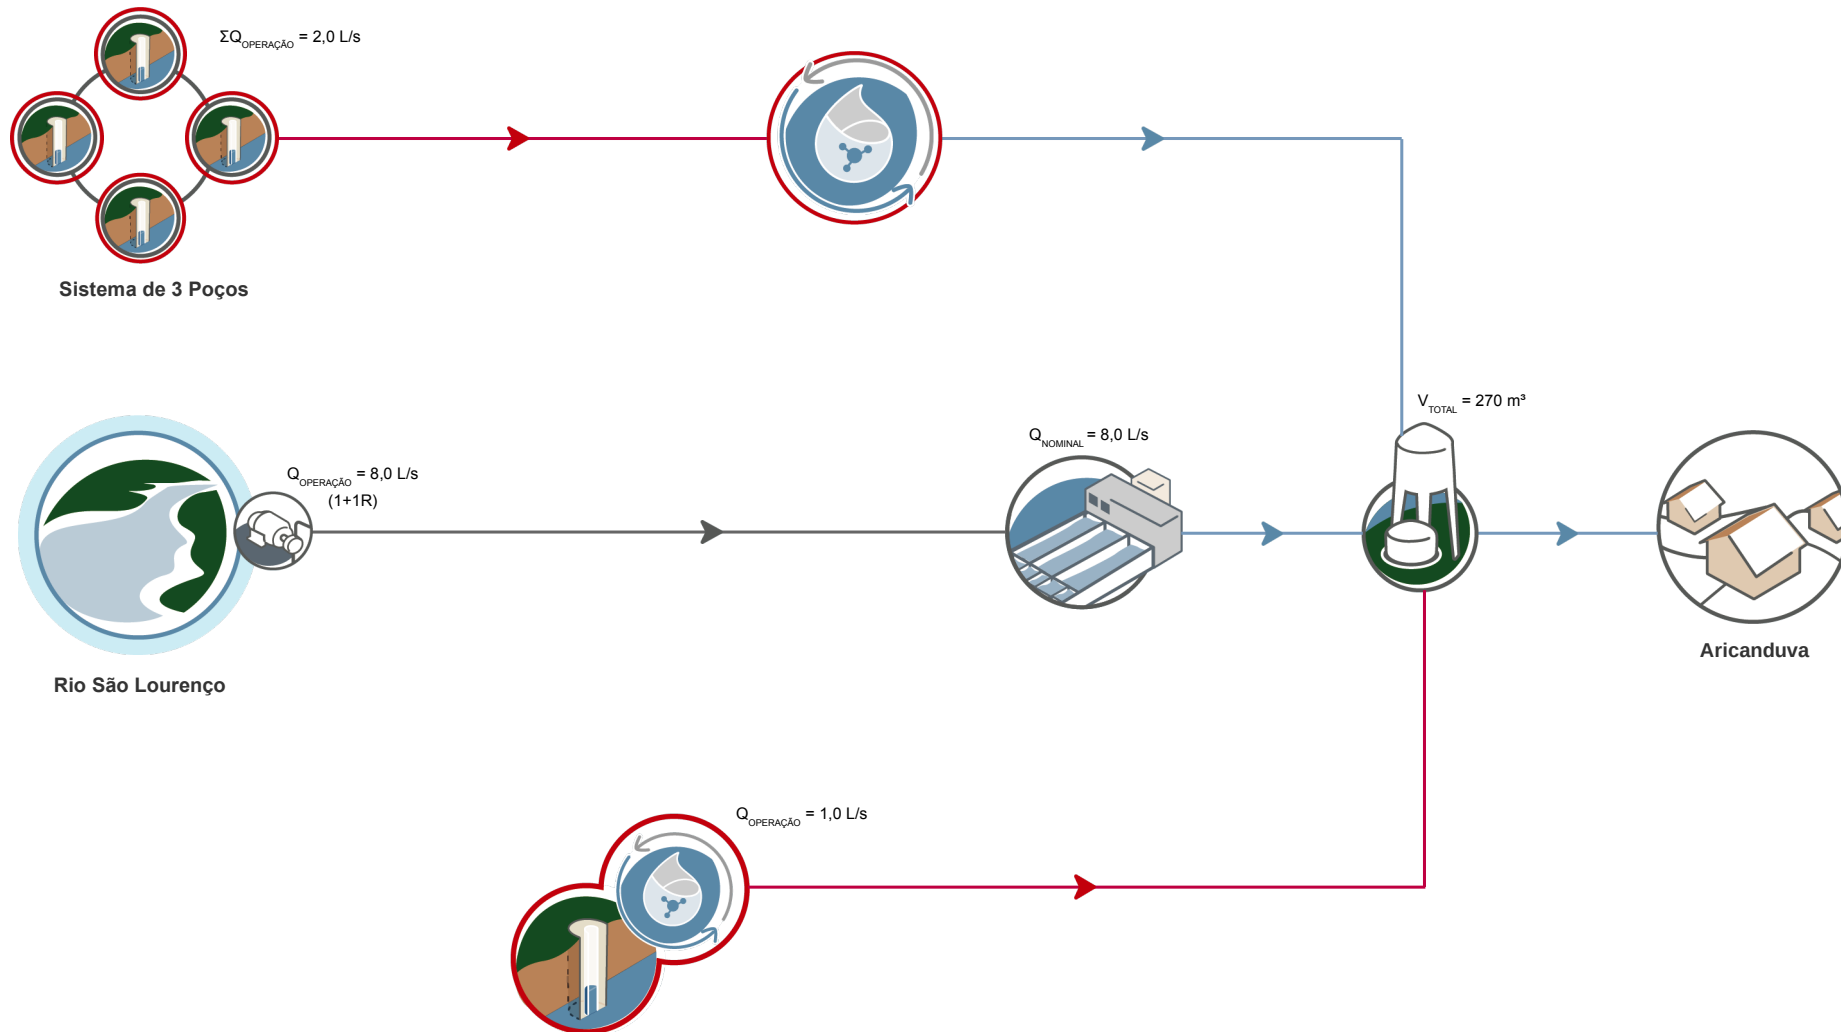 ΣQOPERAÇÃO = 2,0 L/s
Sistema de 3 Poços
VTOTAL = 270 m³
QNOMINAL = 8,0 L/s
QOPERAÇÃO = 8,0 L/s
(1+1R)
Aricanduva
Rio São Lourenço
QOPERAÇÃO = 1,0 L/s